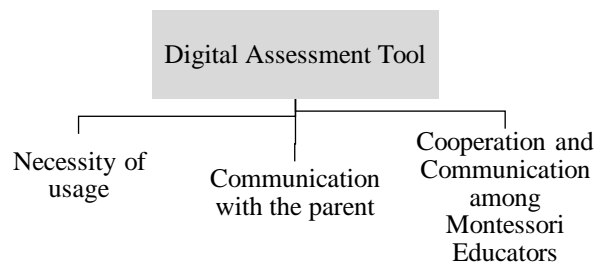 Digital Assessment Tool
Necessity of
usage
Communication
with the parent
Cooperation and
Communication
among
Montessori
Educators